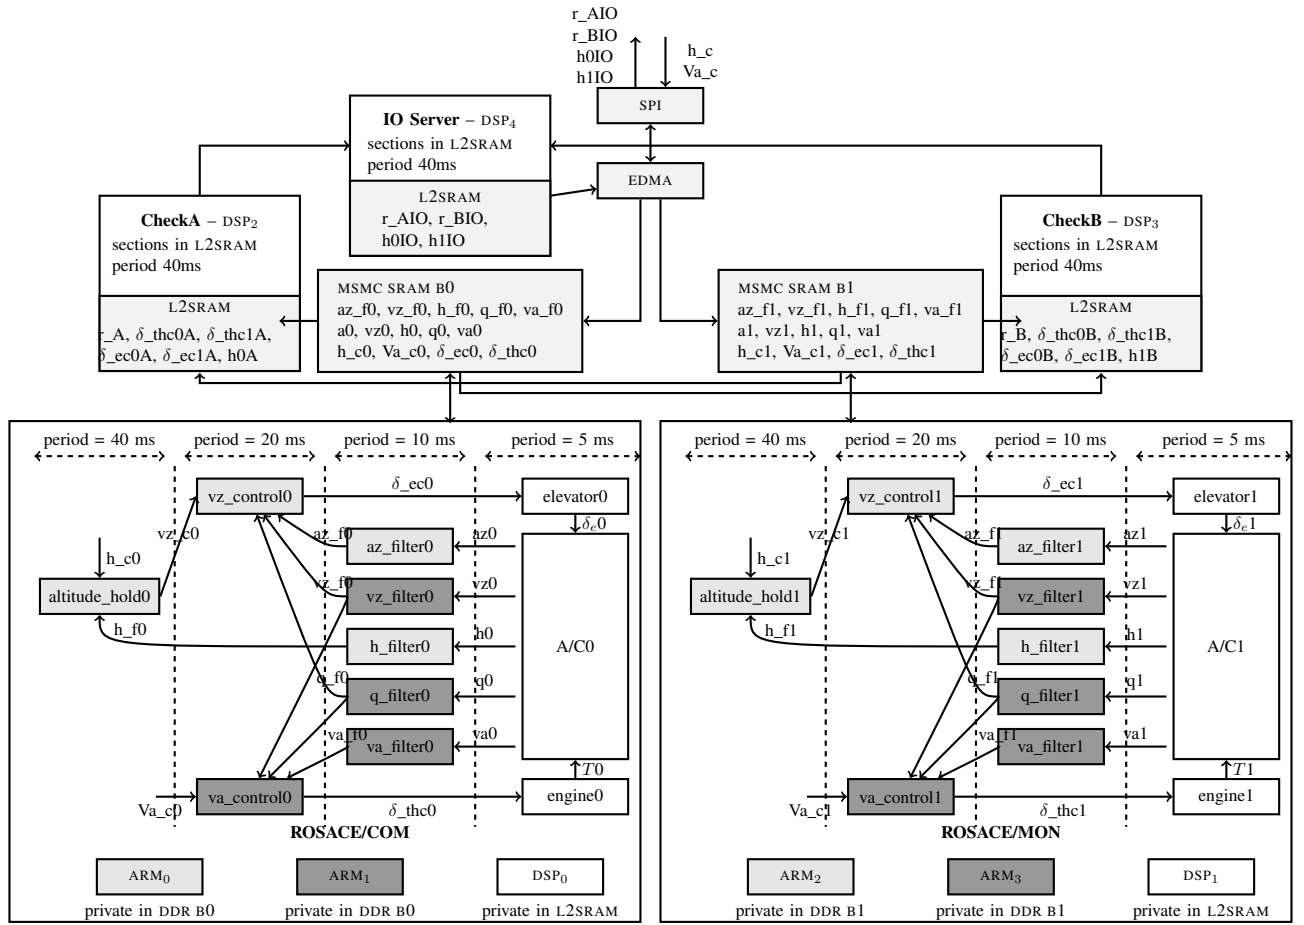 r_AIO
r_BIO
h0IO
h1IO
h_c
Va_c
SPI
IO Server – DSP₄
sections in L2SRAM
period 40ms
L2SRAM
r_AIO, r_BIO,
h0IO, h1IO
EDMA
CheckA – DSP₂
sections in L2SRAM
period 40ms
L2SRAM
r_A, δ_thc0A, δ_thc1A,
δ_ec0A, δ_ec1A, h0A
MSMC SRAM B0
az_f0, vz_f0, h_f0, q_f0, va_f0
a0, vz0, h0, q0, va0
h_c0, Va_c0, δ_ec0, δ_thc0
MSMC SRAM B1
az_f1, vz_f1, h_f1, q_f1, va_f1
a1, vz1, h1, q1, va1
h_c1, Va_c1, δ_ec1, δ_thc1
CheckB – DSP₃
sections in L2SRAM
period 40ms
L2SRAM
r_B, δ_thc0B, δ_thc1B,
δ_ec0B, δ_ec1B, h1B
period = 40 ms
period = 20 ms
period = 10 ms
period = 5 ms
vz_control0
δ_ec0
elevator0
δₑ0
vz_c0
az_f0
az_filter0
az0
h_c0
altitude_hold0
vz_f0
vz_filter0
vz0
h_f0
h_filter0
h0
A/C0
q_f0
q_filter0
q0
va_f0
va_filter0
va0
T0
Va_c0
va_control0
δ_thc0
engine0
ROSACE/COM
ARM₀
ARM₁
DSP₀
private in DDR B0
private in DDR B0
private in L2SRAM
period = 40 ms
period = 20 ms
period = 10 ms
period = 5 ms
vz_control1
δ_ec1
elevator1
δₑ1
vz_c1
az_f1
az_filter1
az1
h_c1
altitude_hold1
vz_f1
vz_filter1
vz1
h_f1
h_filter1
h1
A/C1
q_f1
q_filter1
q1
va_f1
va_filter1
va1
T1
Va_c1
va_control1
δ_thc1
engine1
ROSACE/MON
ARM₂
ARM₃
DSP₁
private in DDR B1
private in DDR B1
private in L2SRAM